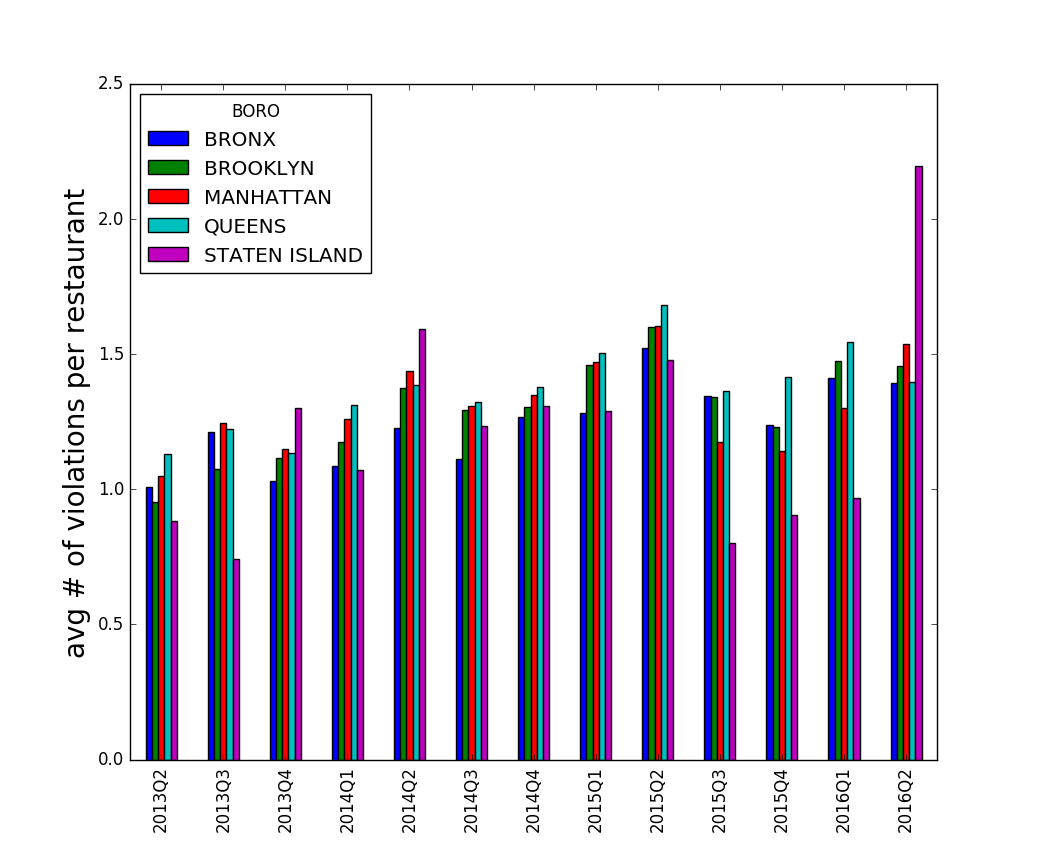 avg # of violations per restaurant
2.5
2.0
1.5
1.0
0.5
0.0
BORO
BRONX
BROOKLYN
MANHATTAN
QUEENS
STATEN ISLAND
2013Q2
2013Q3
2013Q4
2014Q1
2014Q2
2014Q3
2014Q4
2015Q1
2015Q2
2015Q3
2015Q4
2016Q1
2016Q2